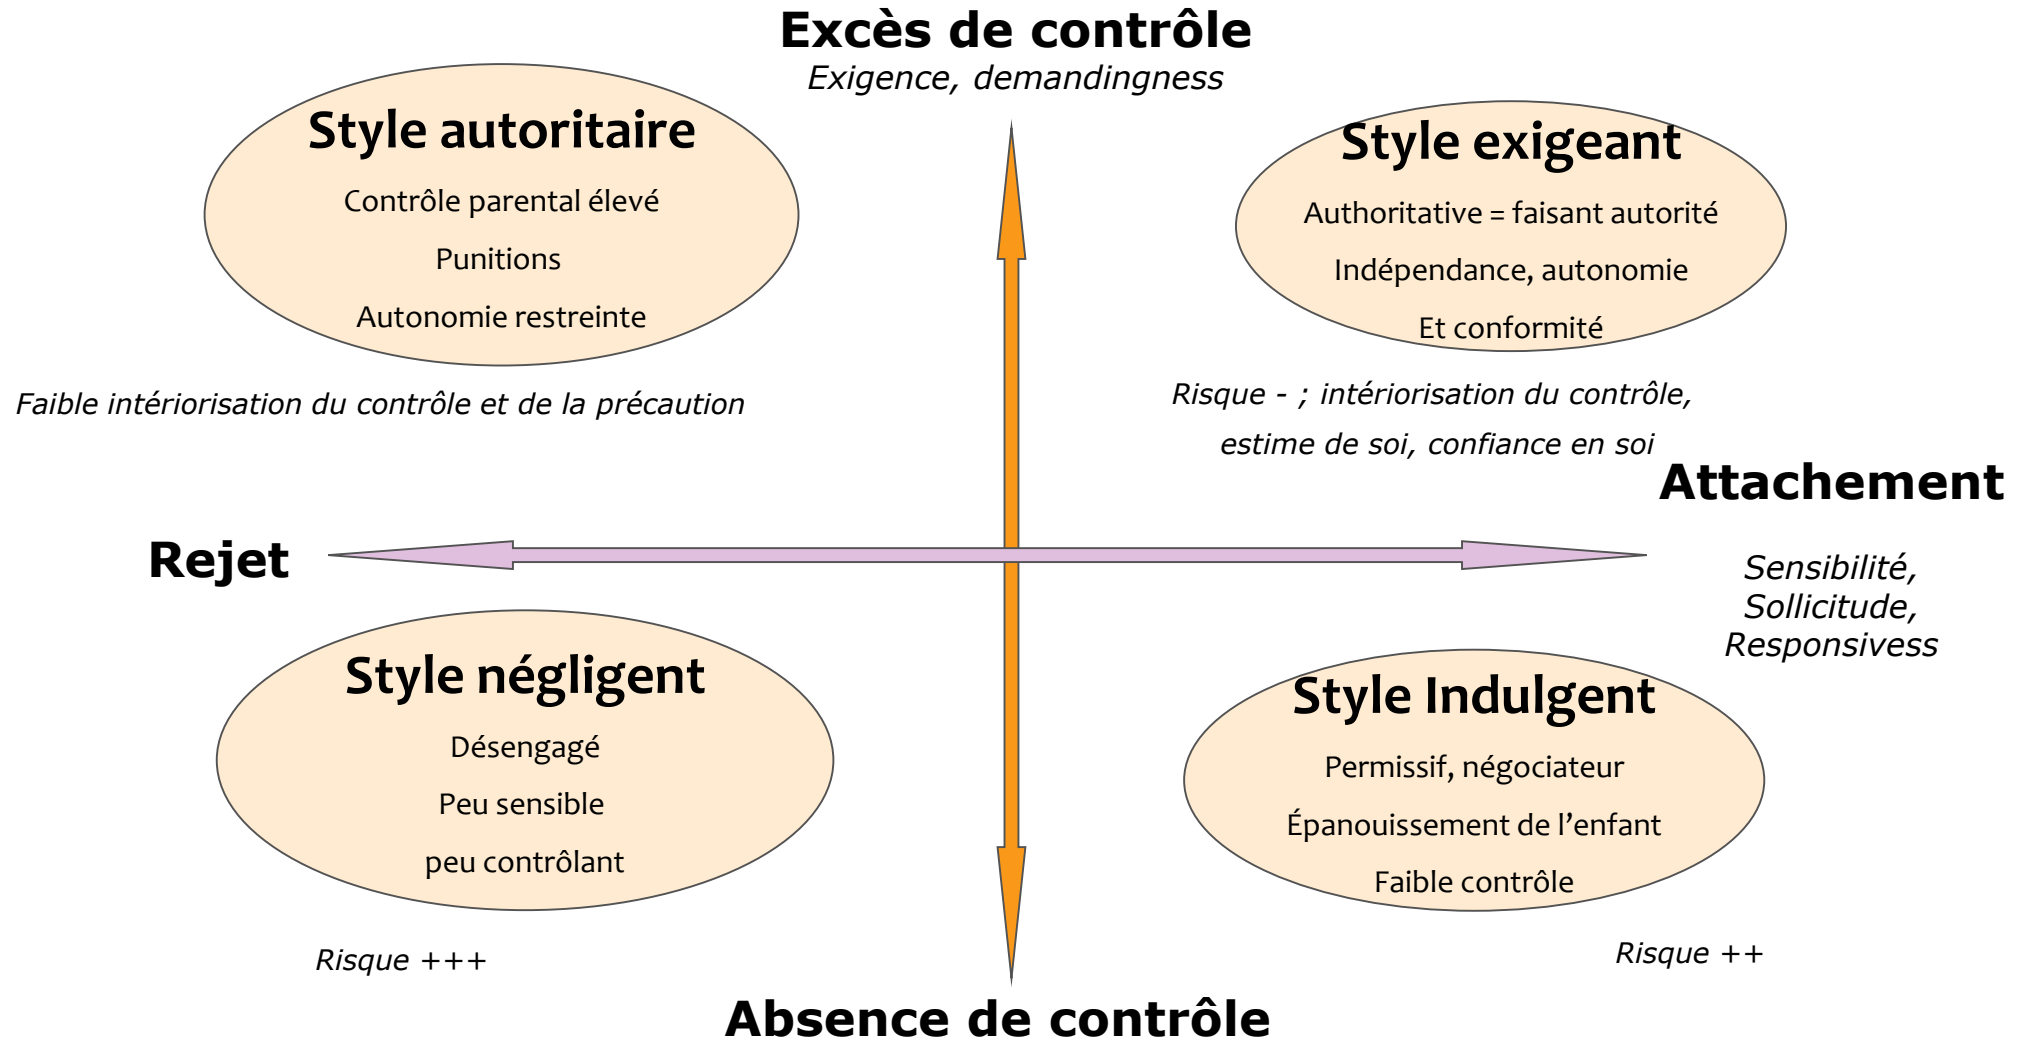 Excès de contrôle
Exigence, demandingness
Style autoritaire
Contrôle parental élevé
Punitions
Autonomie restreinte
Faible intériorisation du contrôle et de la précaution
Style exigeant
Authoritative = faisant autorité
Indépendance, autonomie
Et conformité
Risque - ; intériorisation du contrôle,
estime de soi, confiance en soi
Attachement
Sensibilité,
Sollicitude,
Responsivess
Rejet
Style négligent
Désengagé
Peu sensible
peu contrôlant
Risque +++
Style Indulgent
Permissif, négociateur
Épanouissement de l’enfant
Faible contrôle
Risque ++
Absence de contrôle